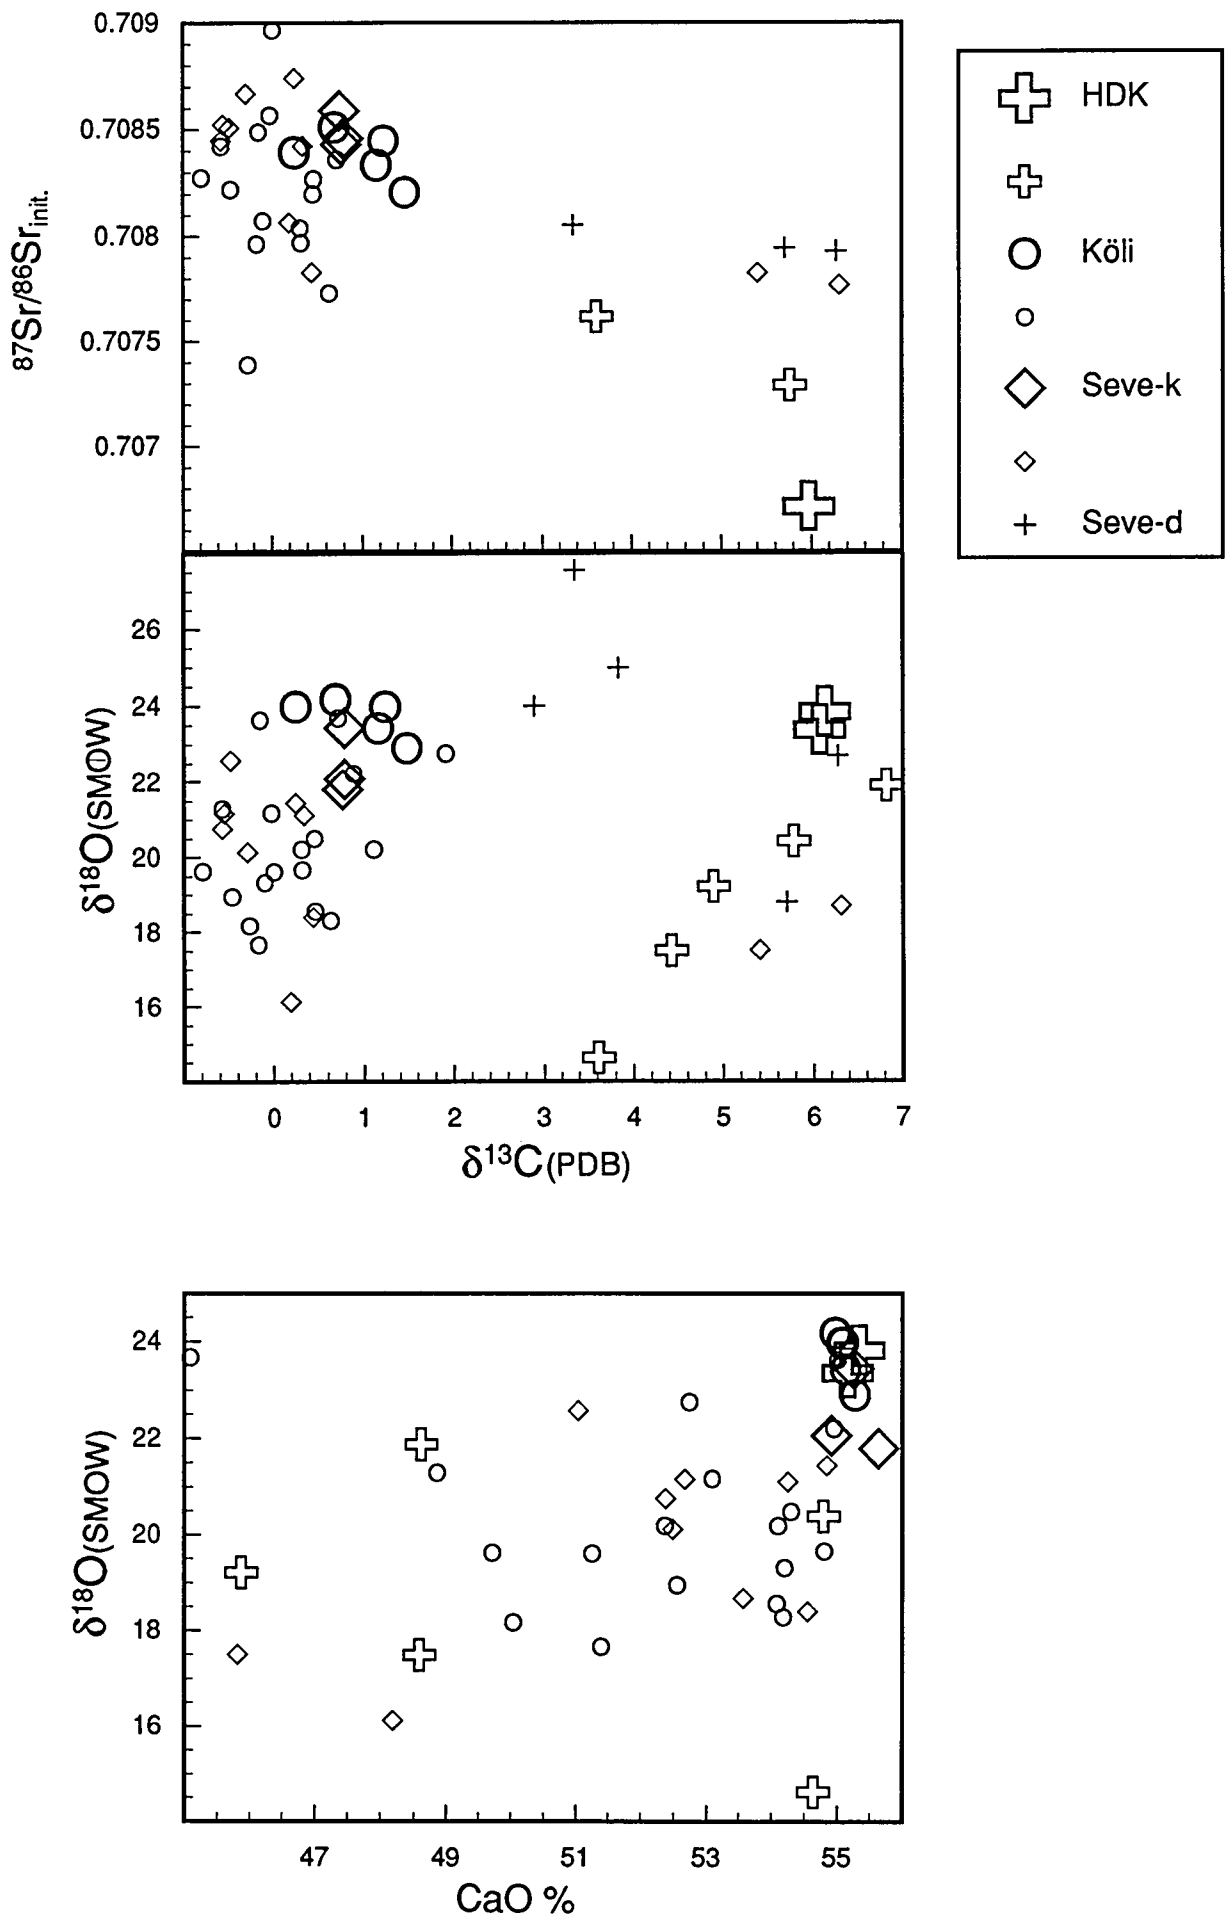 0.709
0.7085
0.708
0.7075
0.707
87Sr/86Srinit.
HDK
Köli
Seve-k
Seve-d
26
24
22
20
18
16
δ18O(SMOW)
0 1 2 3 4 5 6 7
δ13C(PDB)
24
22
20
18
16
δ18O(SMOW)
47 49 51 53 55
CaO %